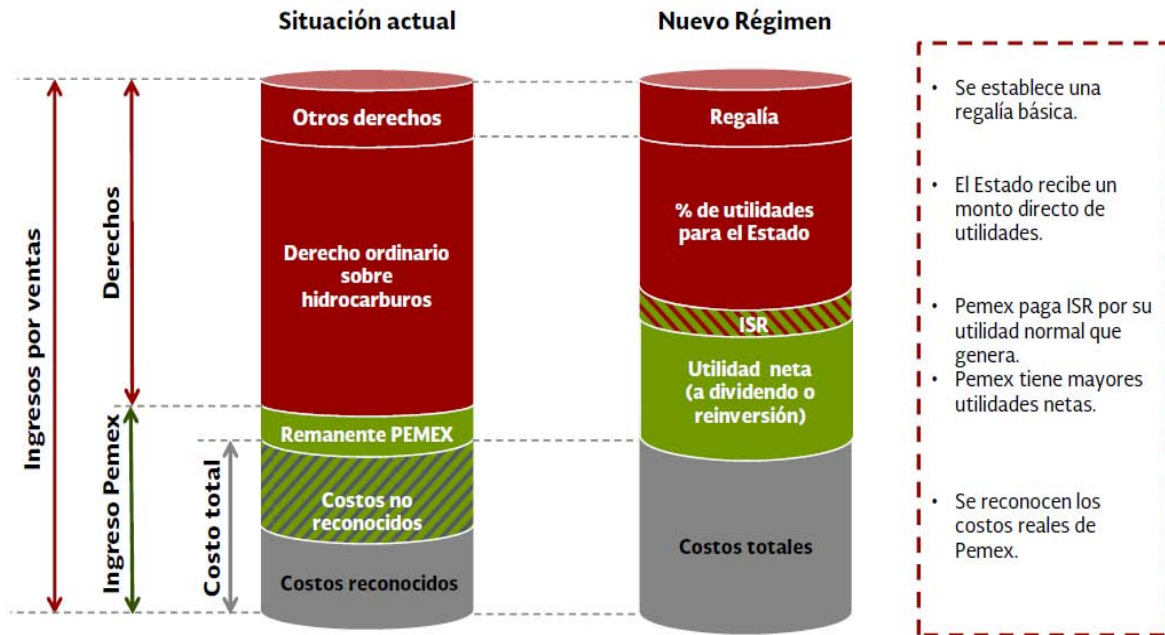 Situación actual
Nuevo Régimen
Ingresos por ventas
Derechos
Ingreso Pemex
Costo total
Otros derechos
Derecho ordinario
sobre
hidrocarburos
Remanente PEMEX
Costos no
reconocidos
Costos reconocidos
Regalía
% de utilidades
para el Estado
ISR
Utilidad neta
(a dividendo o
reinversión)
Costos totales
• Se establece una
regalía básica.
• El Estado recibe un
monto directo de
utilidades.
• Pemex paga ISR por su
utilidad normal que
genera.
• Pemex tiene mayores
utilidades netas.
• Se reconocen los
costos reales de
Pemex.